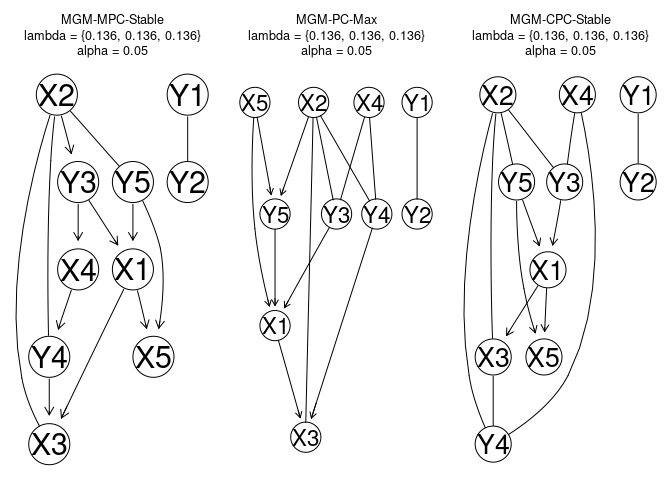 MGM-MPC-Stable
lambda = {0.136, 0.136, 0.136}
alpha = 0.05
X2
Y1
Y3
Y5
Y2
X4
X1
Y4
X5
X3
MGM-PC-Max
lambda = {0.136, 0.136, 0.136}
alpha = 0.05
X5
X2
X4
Y1
Y5
Y3
Y4
Y2
X1
X3
MGM-CPC-Stable
lambda = {0.136, 0.136, 0.136}
alpha = 0.05
X2
X4
Y1
Y5
Y3
Y2
X1
X3
X5
Y4